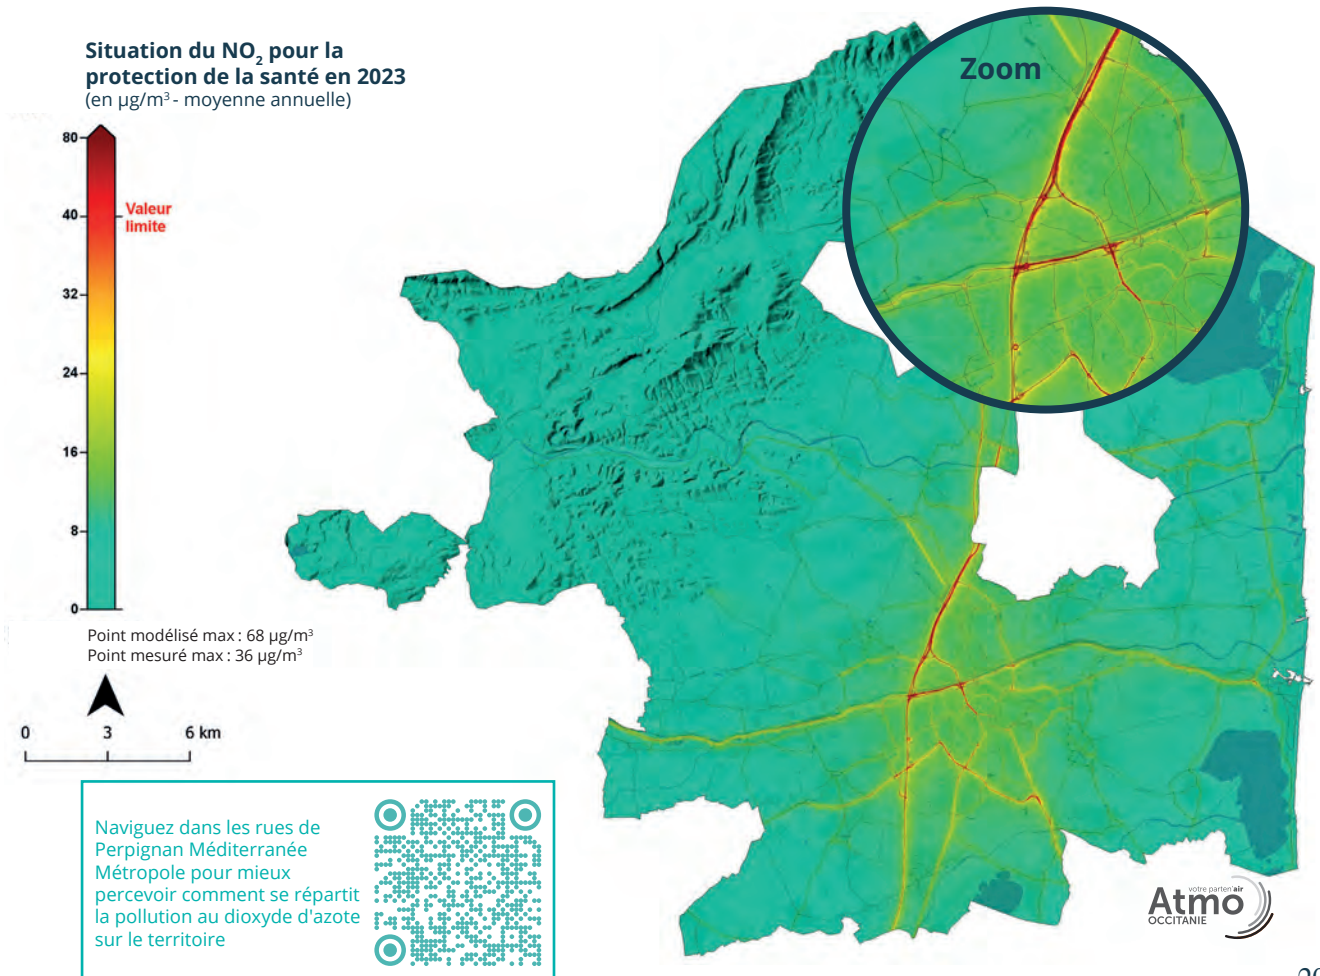 Situation du NO₂ pour la
protection de la santé en 2023
(en µg/m³ - moyenne annuelle)
Zoom
80
40
Valeur
limite
32
24
16
8
0
Point modélisé max : 68 µg/m³
Point mesuré max : 36 µg/m³
0 3 6 km
Naviguez dans les rues de
Perpignan Méditerranée
Métropole pour mieux
percevoir comment se répartit
la pollution au dioxyde d'azote
sur le territoire
votre parten'air
Atmo
OCCITANIE